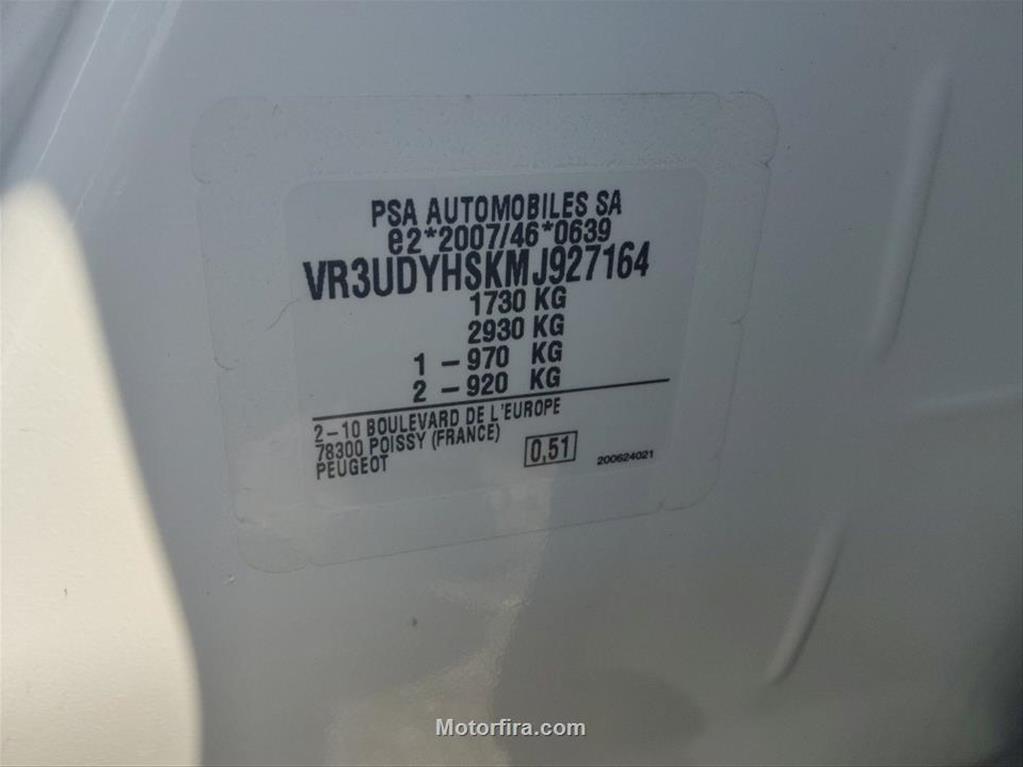 PSA AUTOMOBILES SA
e2*2007/46*0639
VR3UDYHSKMJ927164
1730 KG
2930 KG
1 – 970 KG
2 – 920 KG
2–10 BOULEVARD DE L'EUROPE
78300 POISSY (FRANCE)
PEUGEOT
0,51
200624021
Motorfira.com